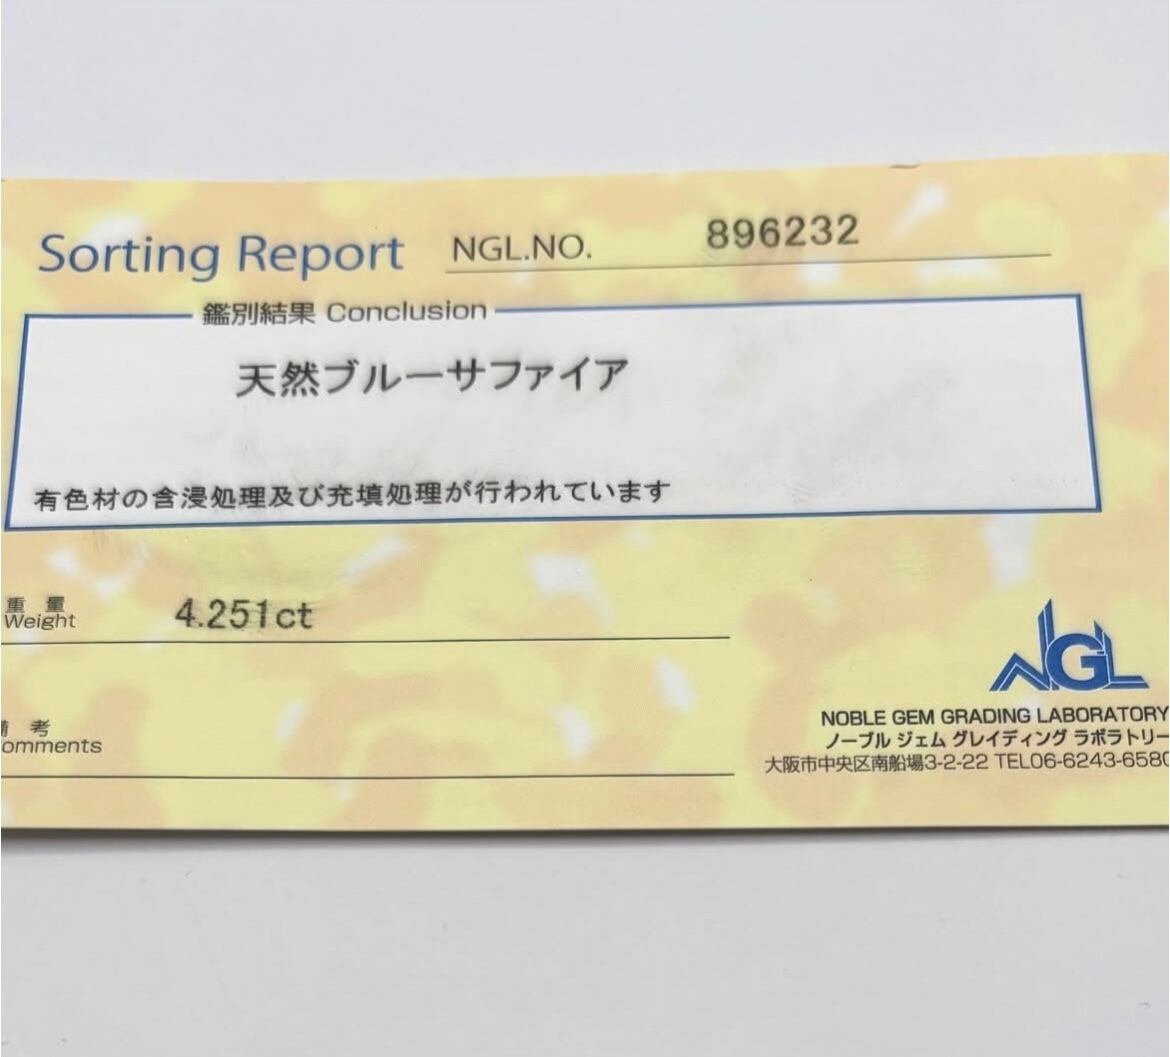 Sorting Report NGL.NO. 896232
鑑別結果 Conclusion
天然ブルーサファイア
有色材の含浸処理及び充填処理が行われています
重 量
Weight 4.251ct
考
omments
NGL
NOBLE GEM GRADING LABORATORY
ノーブル ジェム グレイディング ラボラトリー
大阪市中央区南船場3-2-22 TEL06-6243-6580